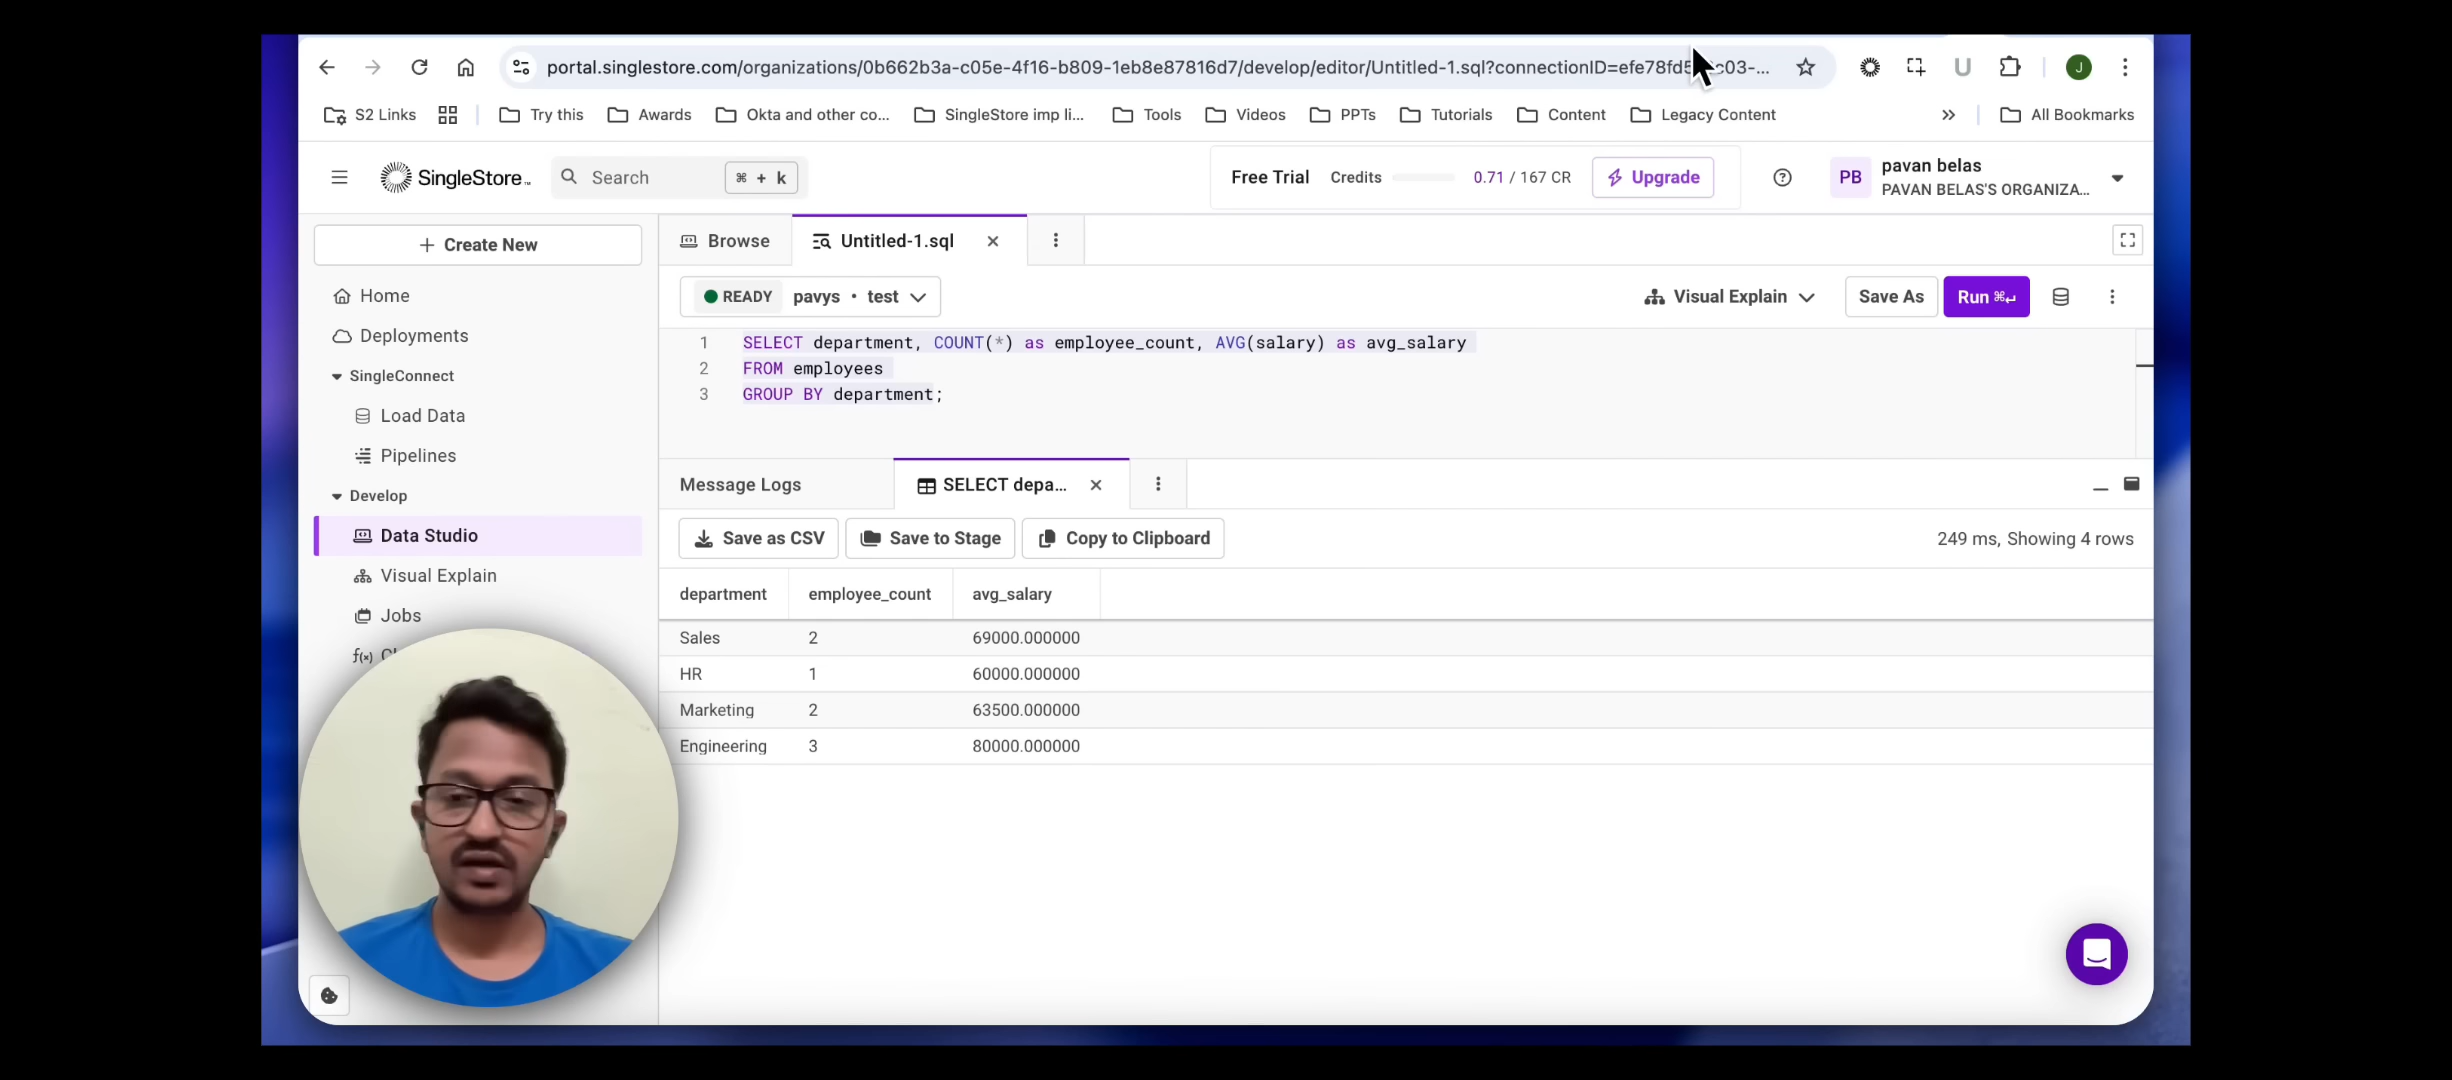 portal.singlestore.com/organizations/0b662b3a-c05e-4f16-b809-1eb8e87816d7/develop/editor/Untitled-1.sql?connectionID=efe78fd5 c03-...
J
S2 Links Try this Awards Okta and other co... SingleStore imp li... Tools Videos PPTs Tutorials Content Legacy Content » All Bookmarks
SingleStore™ Search ⌘ + k Free Trial Credits 0.71 / 167 CR Upgrade PB pavan belas
PAVAN BELAS'S ORGANIZA...
+ Create New
Home
Deployments
SingleConnect
Load Data
Pipelines
Develop
Data Studio
Visual Explain
Jobs
f(x)
Browse Untitled-1.sql
READY pavys • test Visual Explain Save As Run ⌘↵
1 SELECT department, COUNT(*) as employee_count, AVG(salary) as avg_salary
2 FROM employees
3 GROUP BY department;
Message Logs SELECT depa...
Save as CSV Save to Stage Copy to Clipboard 249 ms, Showing 4 rows
department employee_count avg_salary
Sales 2 69000.000000
HR 1 60000.000000
Marketing 2 63500.000000
Engineering 3 80000.000000